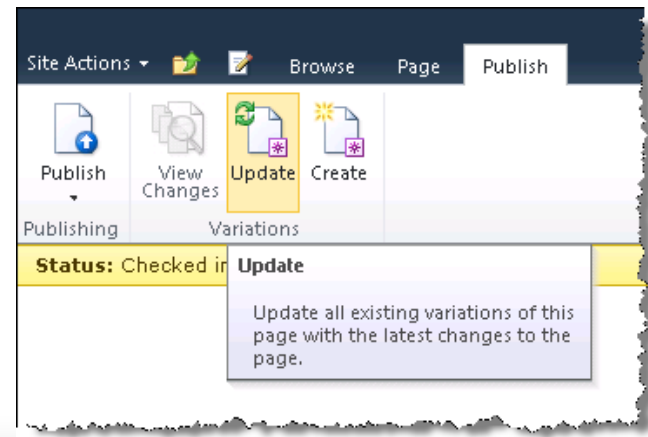 Site Actions Browse Page Publish
Publish View Changes Update Create
Publishing Variations
Status: Checked in
Update
Update all existing variations of this
page with the latest changes to the
page.